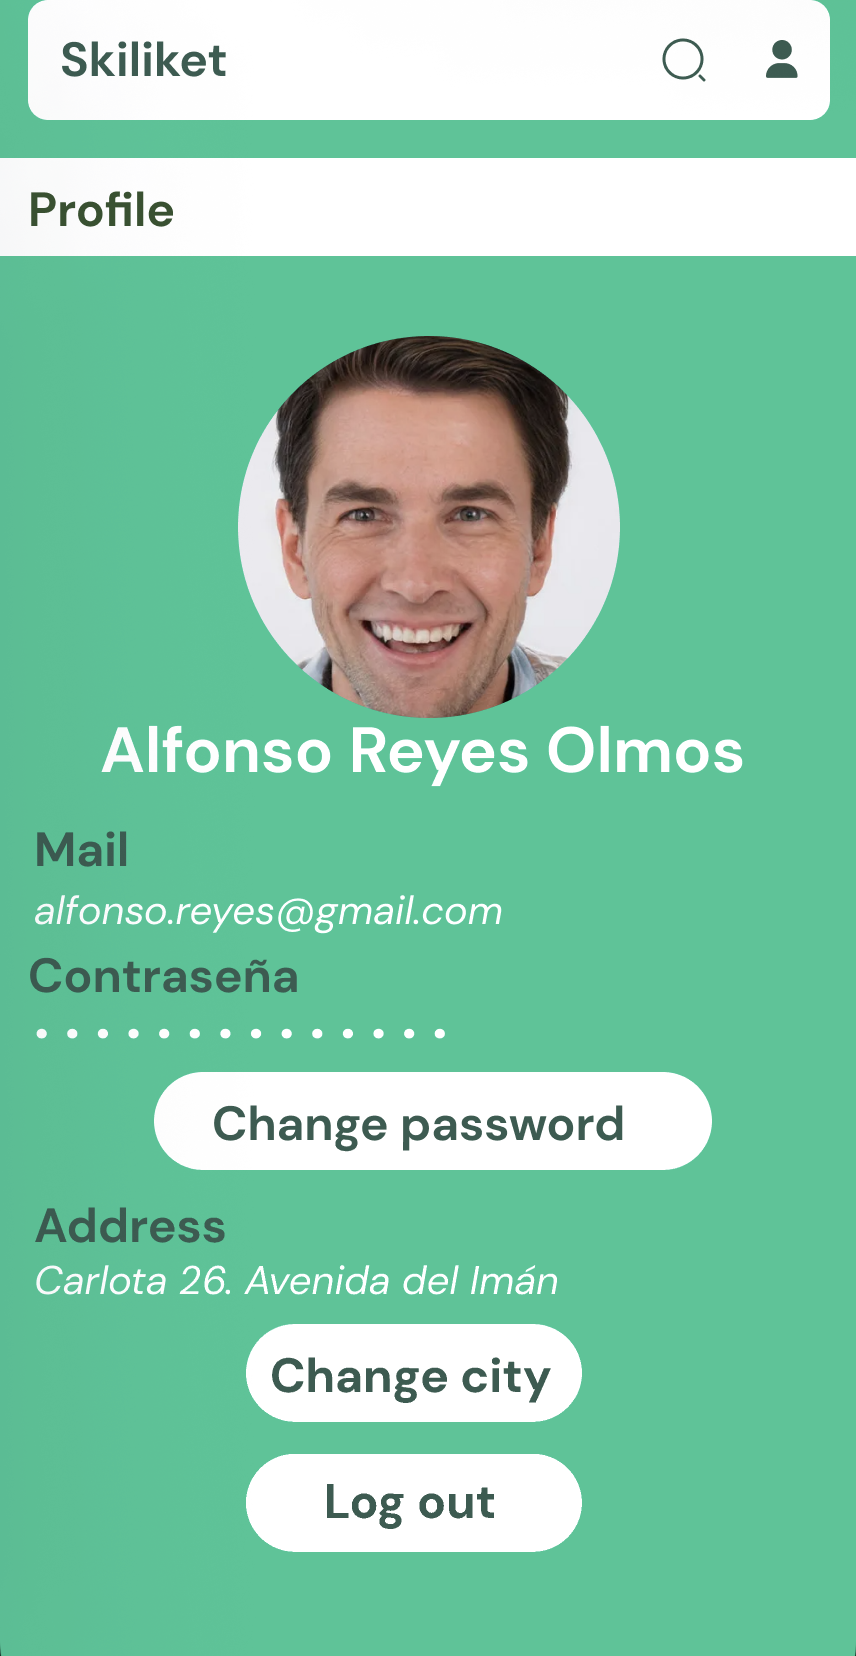 Skiliket
Profile
Alfonso Reyes Olmos
Mail
alfonso.reyes@gmail.com
Contraseña
. . . . . . . . . . . . . .
Change password
Address
Carlota 26. Avenida del Imán
Change city
Log out